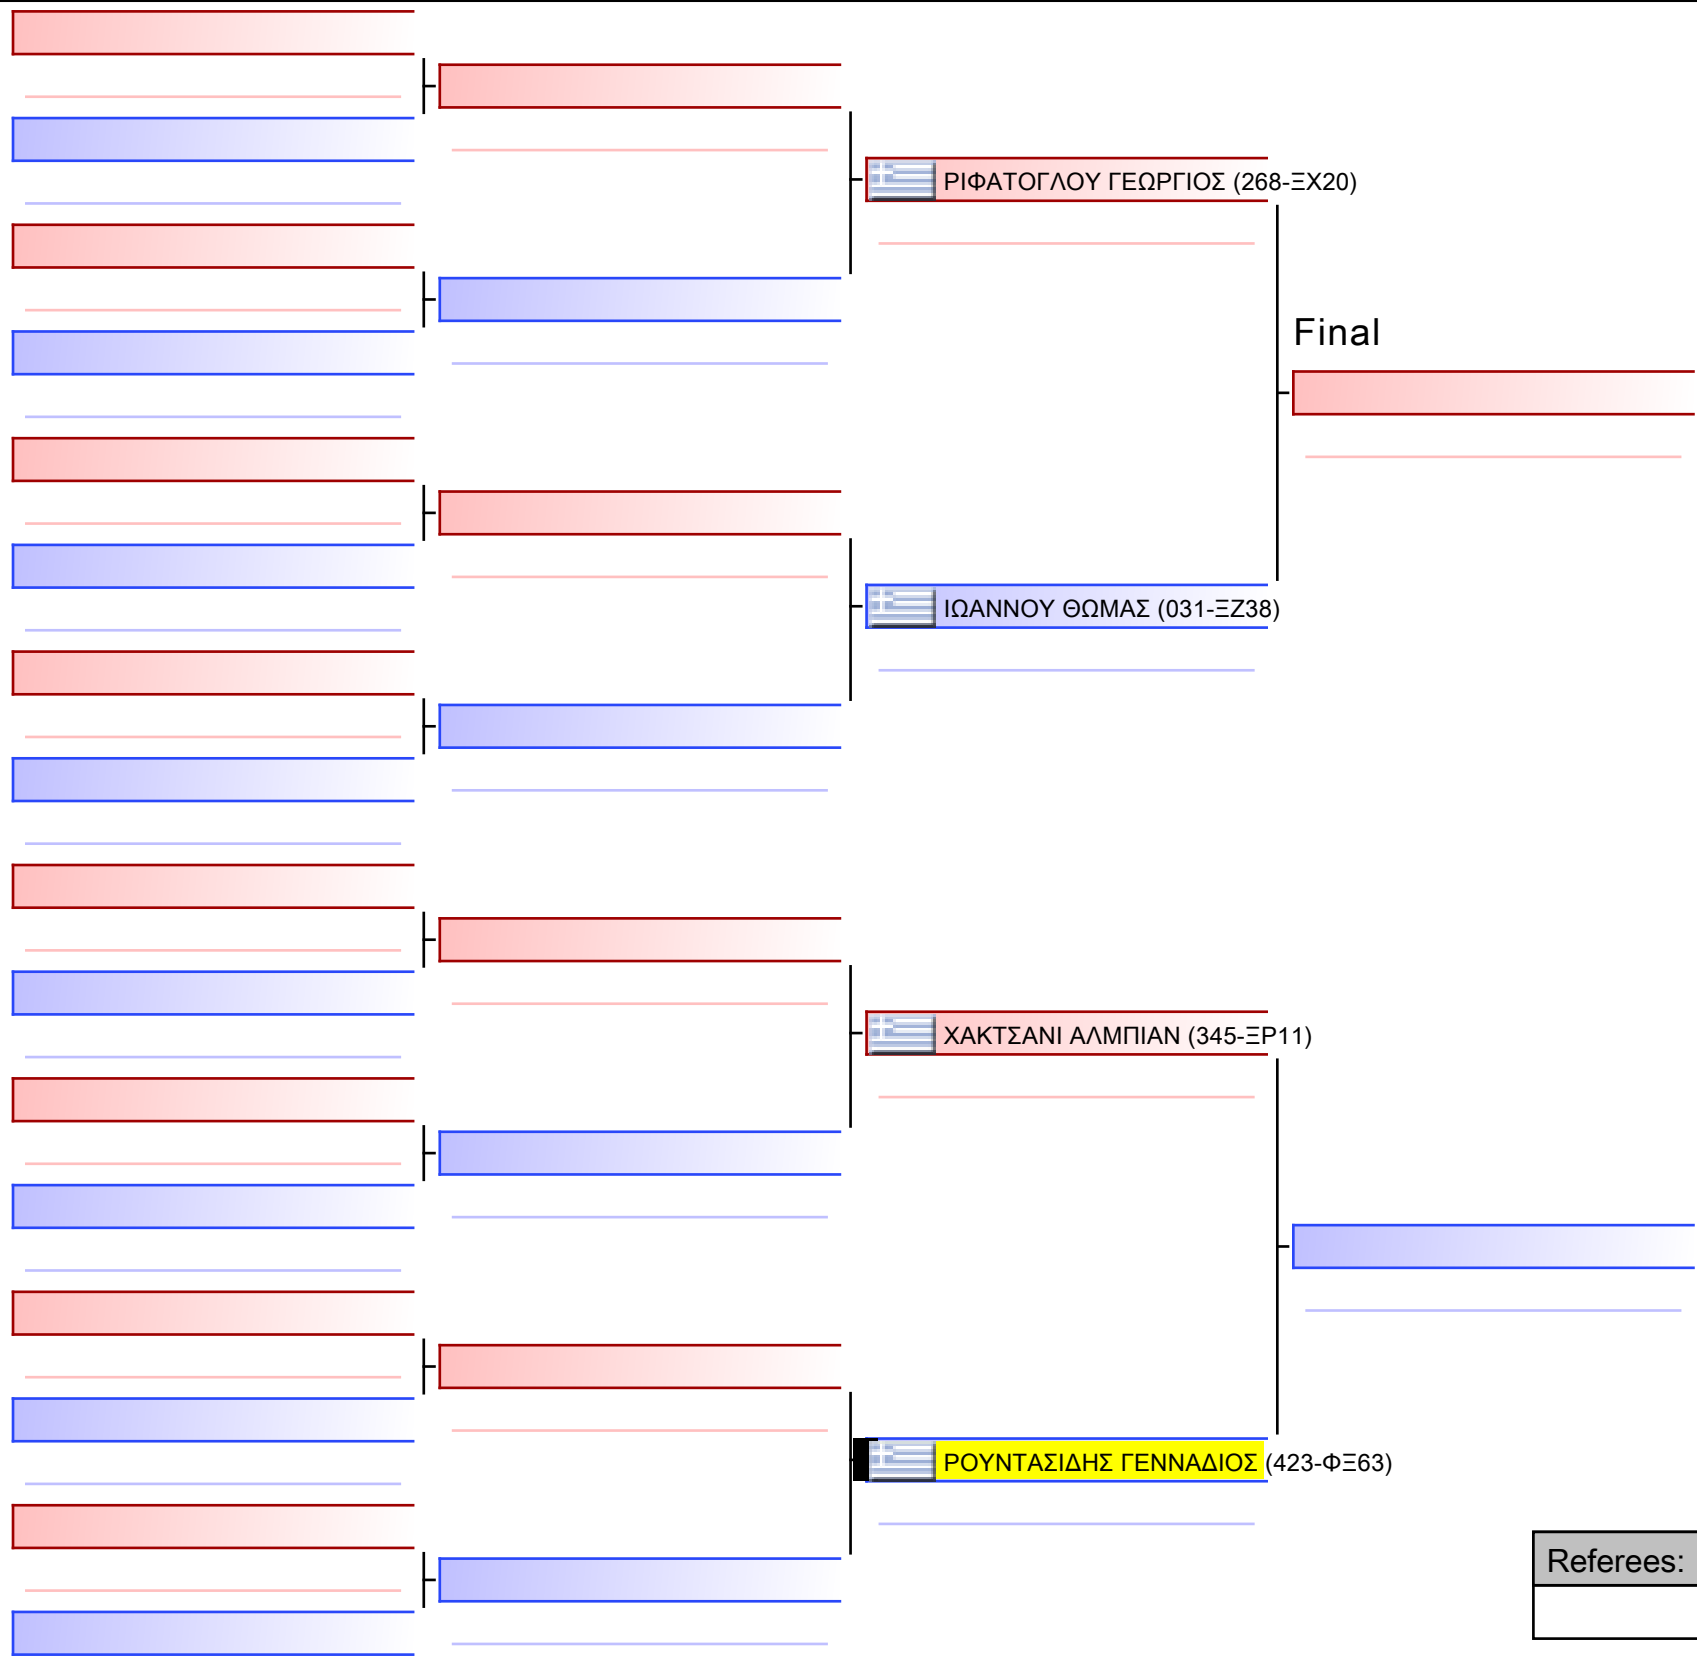 ΡΙΦΑΤΟΓΛΟΥ ΓΕΩΡΓΙΟΣ (268-ΞΧ20)
Final
ΙΩΑΝΝΟΥ ΘΩΜΑΣ (031-ΞΖ38)
ΧΑΚΤΣΑΝΙ ΑΛΜΠΙΑΝ (345-ΞΡ11)
ΡΟΥΝΤΑΣΙΔΗΣ ΓΕΝΝΑΔΙΟΣ (423-ΦΞ63)
Referees: